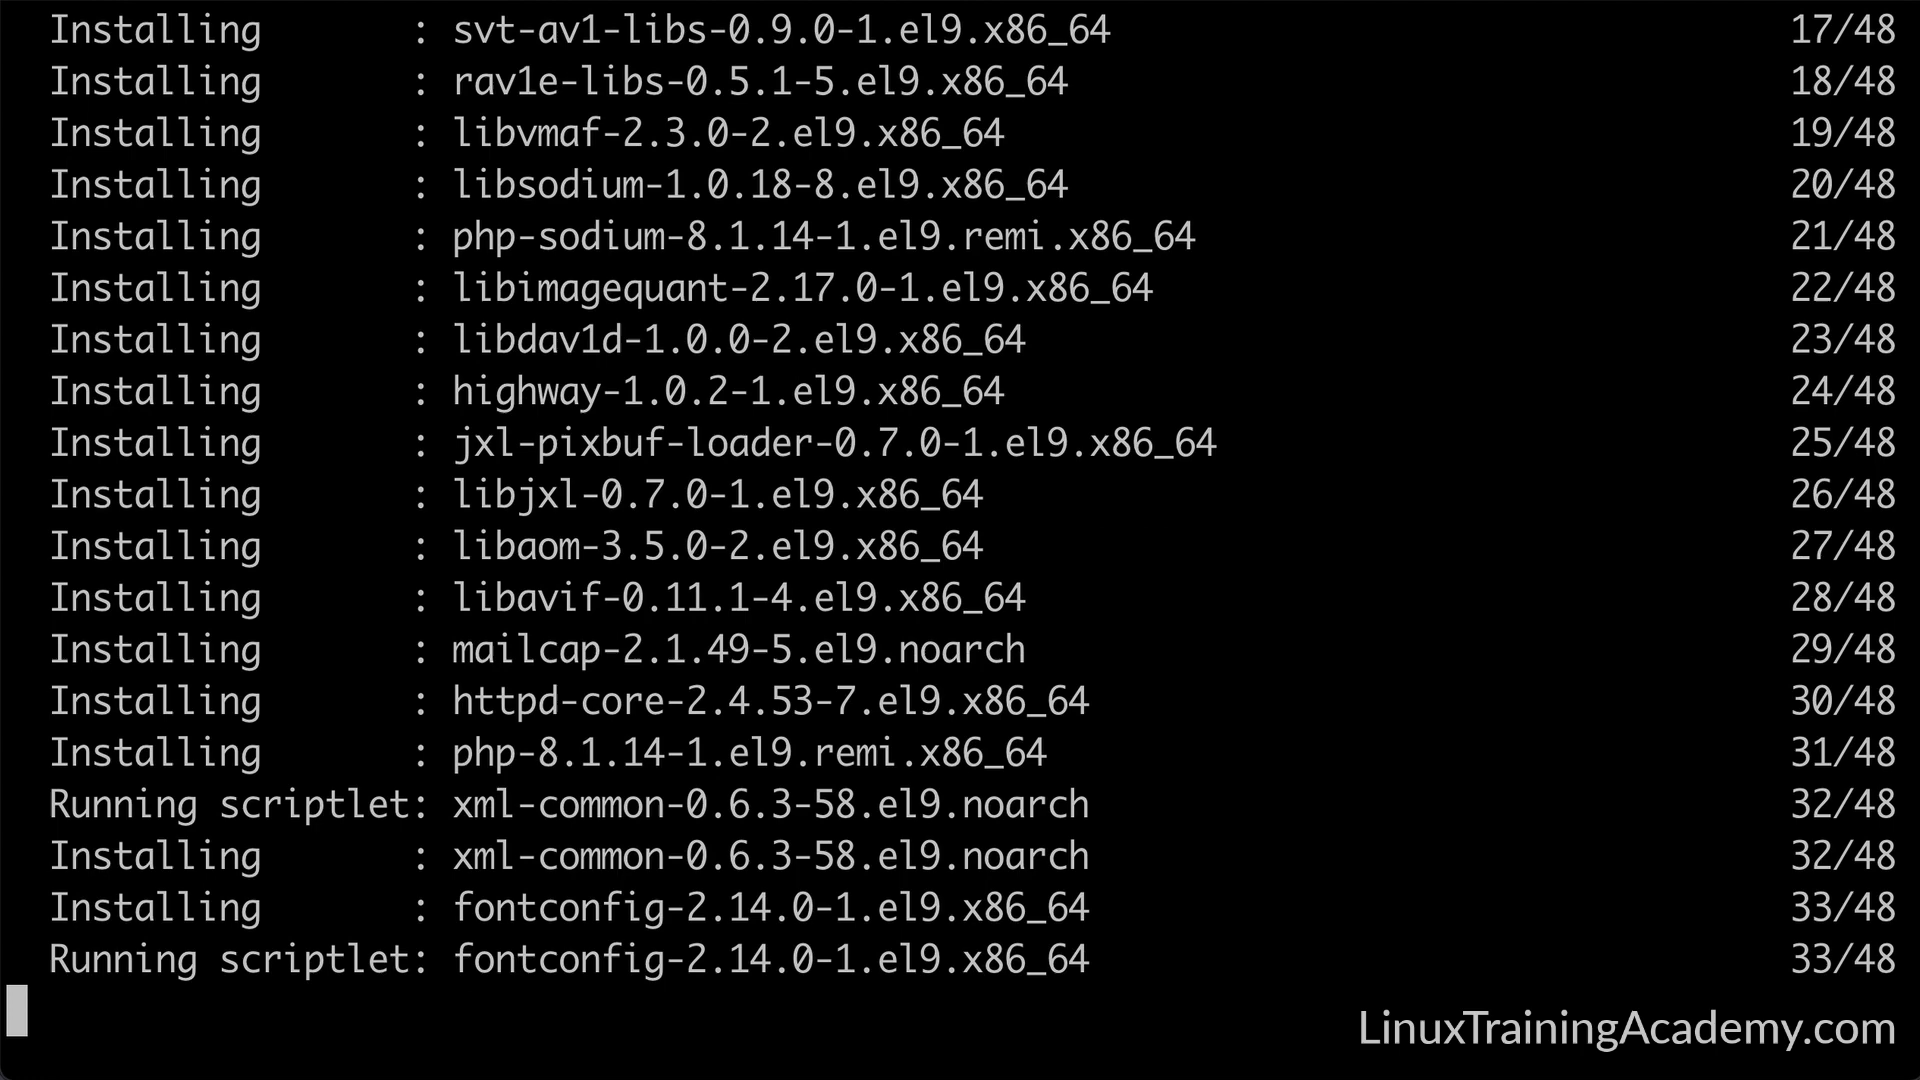 Installing       : svt-av1-libs-0.9.0-1.el9.x86_64 17/48
Installing       : rav1e-libs-0.5.1-5.el9.x86_64 18/48
Installing       : libvmaf-2.3.0-2.el9.x86_64 19/48
Installing       : libsodium-1.0.18-8.el9.x86_64 20/48
Installing       : php-sodium-8.1.14-1.el9.remi.x86_64 21/48
Installing       : libimagequant-2.17.0-1.el9.x86_64 22/48
Installing       : libdav1d-1.0.0-2.el9.x86_64 23/48
Installing       : highway-1.0.2-1.el9.x86_64 24/48
Installing       : jxl-pixbuf-loader-0.7.0-1.el9.x86_64 25/48
Installing       : libjxl-0.7.0-1.el9.x86_64 26/48
Installing       : libaom-3.5.0-2.el9.x86_64 27/48
Installing       : libavif-0.11.1-4.el9.x86_64 28/48
Installing       : mailcap-2.1.49-5.el9.noarch 29/48
Installing       : httpd-core-2.4.53-7.el9.x86_64 30/48
Installing       : php-8.1.14-1.el9.remi.x86_64 31/48
Running scriptlet: xml-common-0.6.3-58.el9.noarch 32/48
Installing       : xml-common-0.6.3-58.el9.noarch 32/48
Installing       : fontconfig-2.14.0-1.el9.x86_64 33/48
Running scriptlet: fontconfig-2.14.0-1.el9.x86_64 33/48
LinuxTrainingAcademy.com